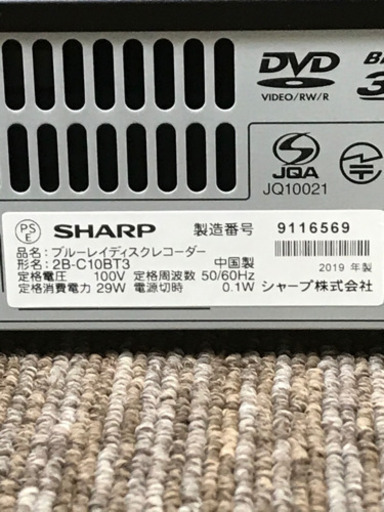 DVD
VIDEO/RW/R
JQA
JQ10021
PS
E
SHARP 製造番号 9116569
品名：ブルーレイディスクレコーダー
形名：2B-C10BT3 中国製 2019 年製
定格電圧 100V 定格周波数 50/60Hz
定格消費電力 29W 電源切時 0.1W シャープ株式会社